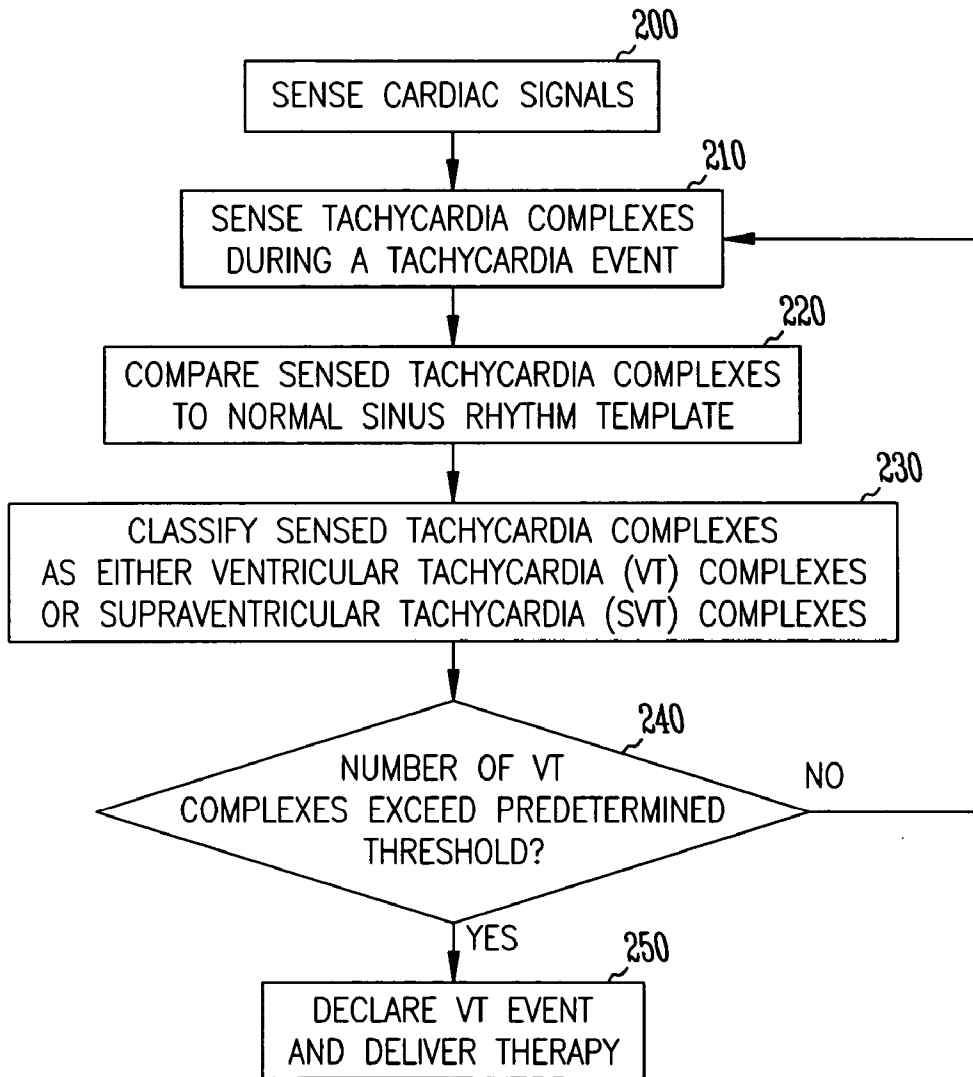 200
SENSE CARDIAC SIGNALS
210
SENSE TACHYCARDIA COMPLEXES
DURING A TACHYCARDIA EVENT
220
COMPARE SENSED TACHYCARDIA COMPLEXES
TO NORMAL SINUS RHYTHM TEMPLATE
230
CLASSIFY SENSED TACHYCARDIA COMPLEXES
AS EITHER VENTRICULAR TACHYCARDIA (VT) COMPLEXES
OR SUPRAVENTRICULAR TACHYCARDIA (SVT) COMPLEXES
240
NUMBER OF VT
COMPLEXES EXCEED PREDETERMINED
THRESHOLD?
NO
YES
250
DECLARE VT EVENT
AND DELIVER THERAPY